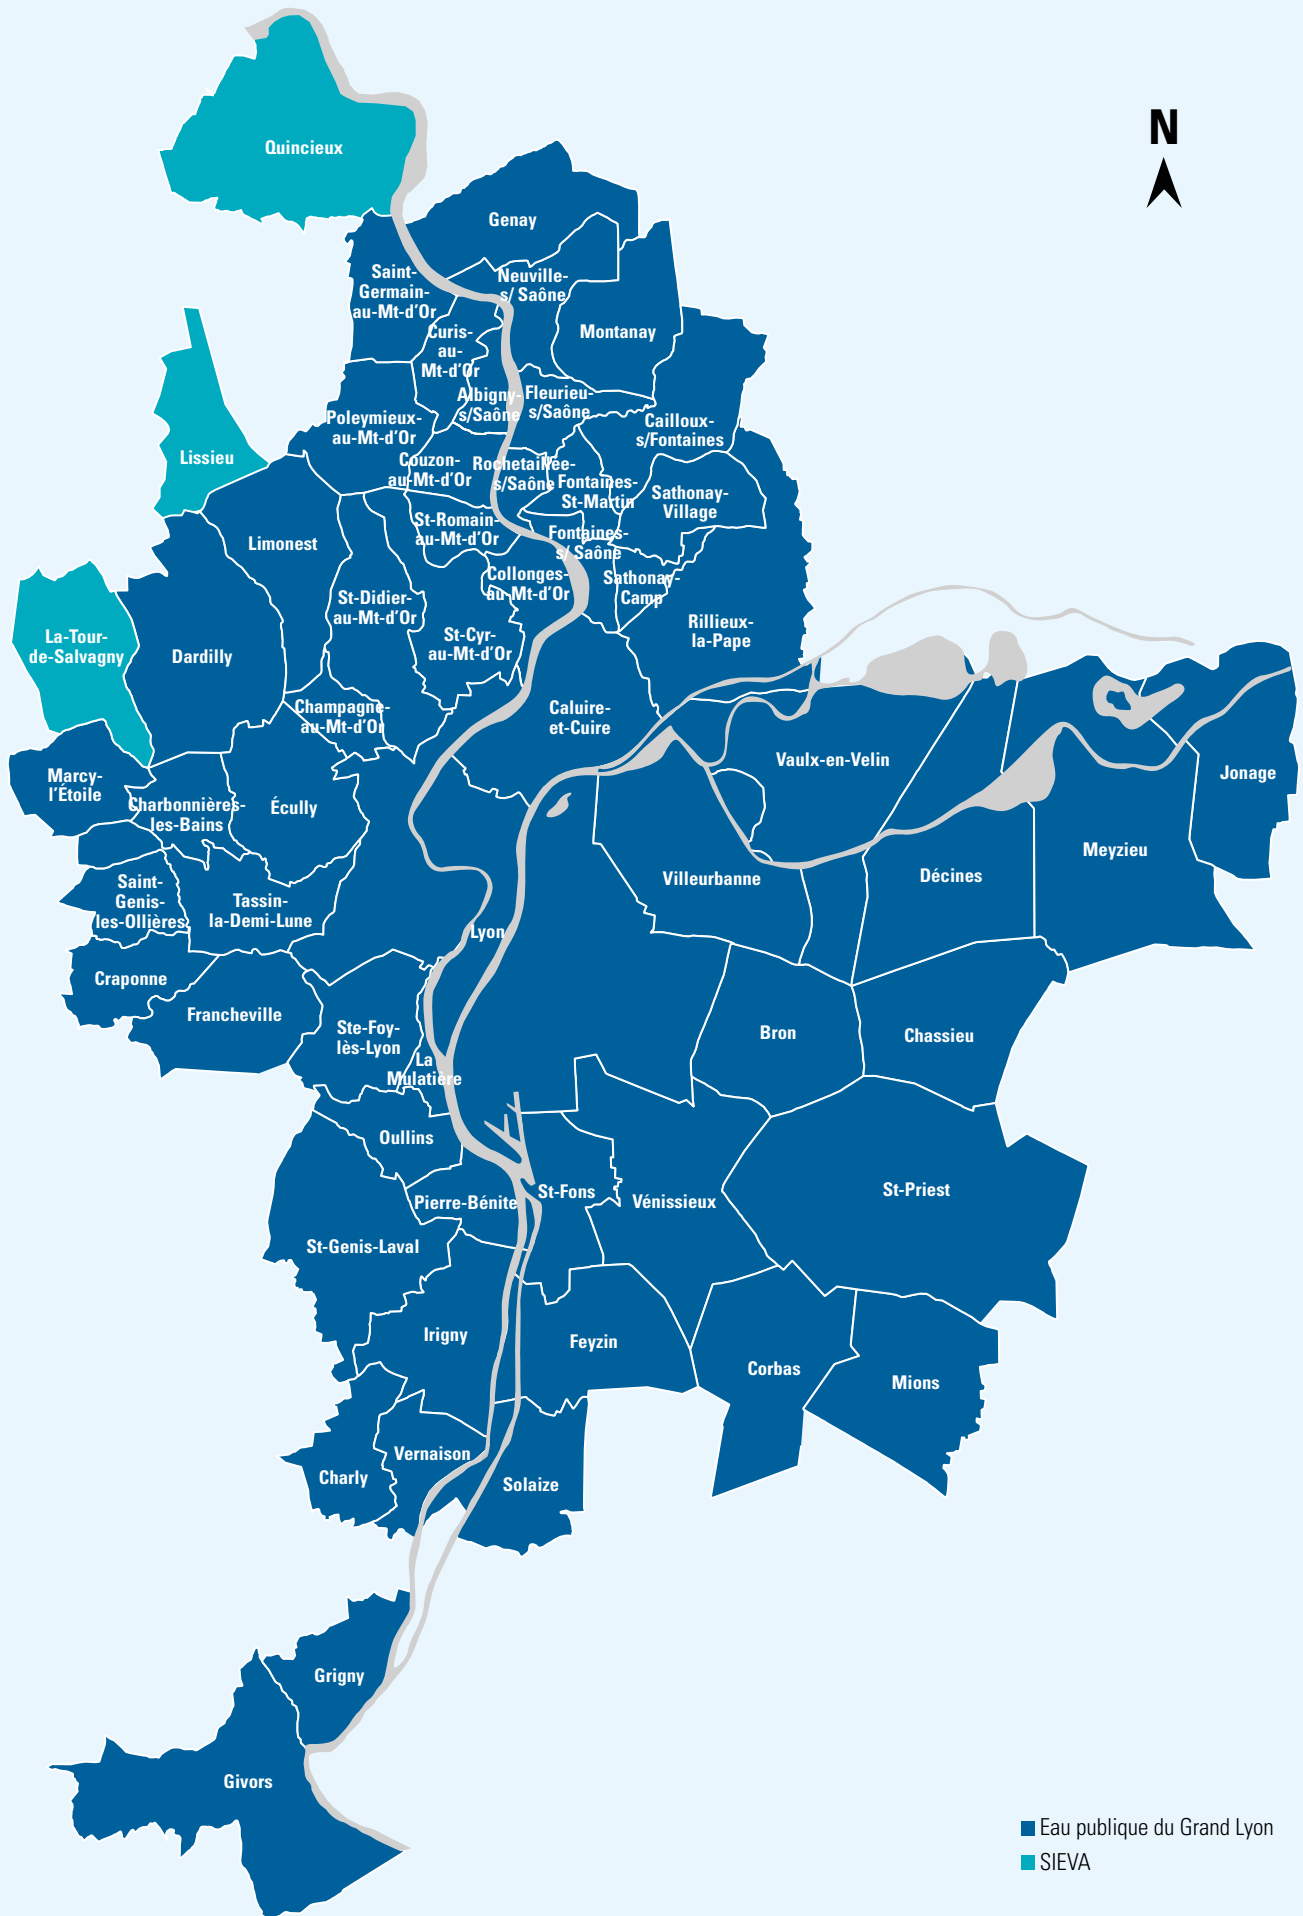 N
Quincieux
Genay
Saint-
Germain-
au-Mt-d'Or
Neuville-
s/ Saône
Montanay
Curis-
au-
Mt-d'Or
Albigny-
s/Saône
Fleurieu-
s/Saône
Poleymieux-
au-Mt-d'Or
Cailloux-
s/Fontaines
Lissieu
Couzon-
au-Mt-d'Or
Rochetaillée-
s/Saône
Fontaines-
St-Martin
Sathonay-
Village
Limonest
St-Romain-
au-Mt-d'Or
Fontaines-
s/ Saône
Collonges-
au-Mt-d'Or
Sathonay-
Camp
St-Didier-
au-Mt-d'Or
Rillieux-
la-Pape
La-Tour-
de-Salvagny
Dardilly
St-Cyr-
au-Mt-d'Or
Champagne-
au-Mt-d'Or
Caluire-
et-Cuire
Vaulx-en-Velin
Jonage
Marcy-
l'Étoile
Charbonnières-
les-Bains
Écully
Meyzieu
Villeurbanne
Décines
Saint-
Genis-
les-Ollières
Tassin-
la-Demi-Lune
Lyon
Craponne
Francheville
Ste-Foy-
lès-Lyon
Bron
Chassieu
La
Mulatière
Oullins
St-Fons
Vénissieux
St-Priest
Pierre-Bénite
St-Genis-Laval
Irigny
Feyzin
Corbas
Mions
Vernaison
Charly
Solaize
Grigny
Givors
Eau publique du Grand Lyon
SIEVA